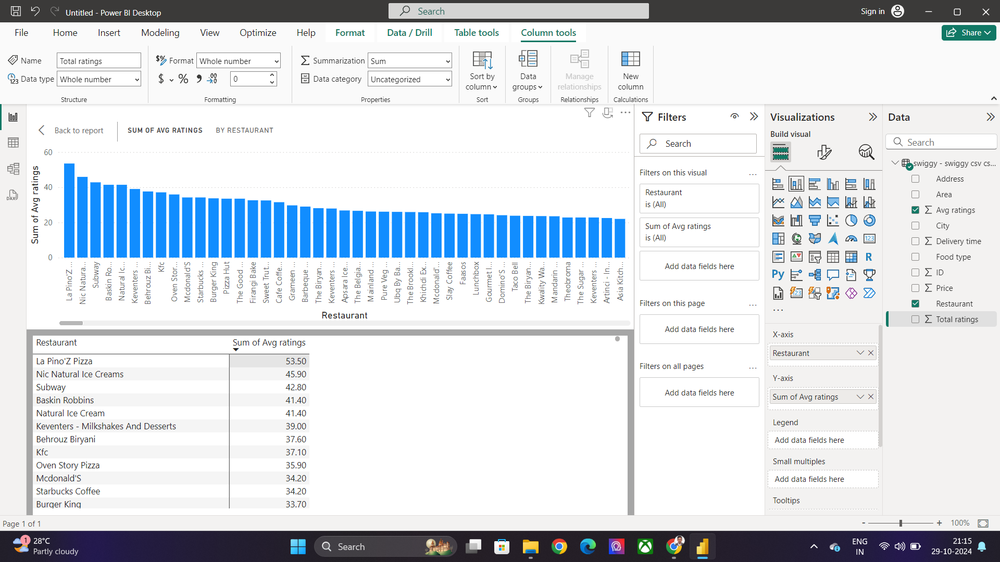 Untitled - Power BI Desktop
Search
Sign in
File
Home
Insert
Modeling
View
Optimize
Help
Format
Data / Drill
Table tools
Column tools
Share
Name
Total ratings
Data type
Whole number
Structure
Format
Whole number
$
%
0
Formatting
Summarization
Sum
Data category
Uncategorized
Properties
Sort by
column
Sort
Data
groups
Groups
Manage
relationships
Relationships
New
column
Calculations
Back to report
SUM OF AVG RATINGS
BY RESTAURANT
Sum of Avg ratings
60
40
20
0
La Pino'Z ...
Nic Natura...
Subway
Baskin Ro...
Natural Ic...
Keventers ...
Behrouz Bi...
Kfc
Oven Stor...
Mcdonald'S
Starbucks ...
Burger King
Pizza Hut
The Good ...
Firangi Bake
Sweet Trut...
Cafe Coffe...
Grameen ...
Barbeque ...
The Biryan...
Keventers ...
Apsara Ice...
The Belgia...
Mainland ...
Pure Veg ...
Ubq By Ba...
The Brookl...
Khichdi Ex...
Mcdonald'...
Slay Coffee
Faasos
Lunchbox
Gourmet I...
Domino'S ...
Taco Bell
The Biryan...
Kwality Wa...
Mandarin ...
Theobroma
The Sugar ...
Keventers ...
Artinci - In...
Asia Kitch...
Restaurant
Restaurant Sum of Avg ratings
La Pino'Z Pizza 53.50
Nic Natural Ice Creams 45.90
Subway 42.80
Baskin Robbins 41.40
Natural Ice Cream 41.40
Keventers - Milkshakes And Desserts 39.00
Behrouz Biryani 37.60
Kfc 37.10
Oven Story Pizza 35.90
Mcdonald'S 34.20
Starbucks Coffee 34.20
Burger King 33.70
Filters
Search
Filters on this visual
Restaurant
is (All)
Sum of Avg ratings
is (All)
Add data fields here
Filters on this page
Add data fields here
Filters on all pages
Add data fields here
Visualizations
Build visual
123
R
Py
123
...
X-axis
Restaurant
Y-axis
Sum of Avg ratings
Legend
Add data fields here
Small multiples
Add data fields here
Tooltips
Data
Search
swiggy - swiggy csv cs...
Address
Area
Avg ratings
City
Delivery time
Food type
ID
Price
Restaurant
Total ratings
DAX
Page 1 of 1
- + 100%
1
28°C
Partly cloudy
Search
ENG
IN
21:15
29-10-2024